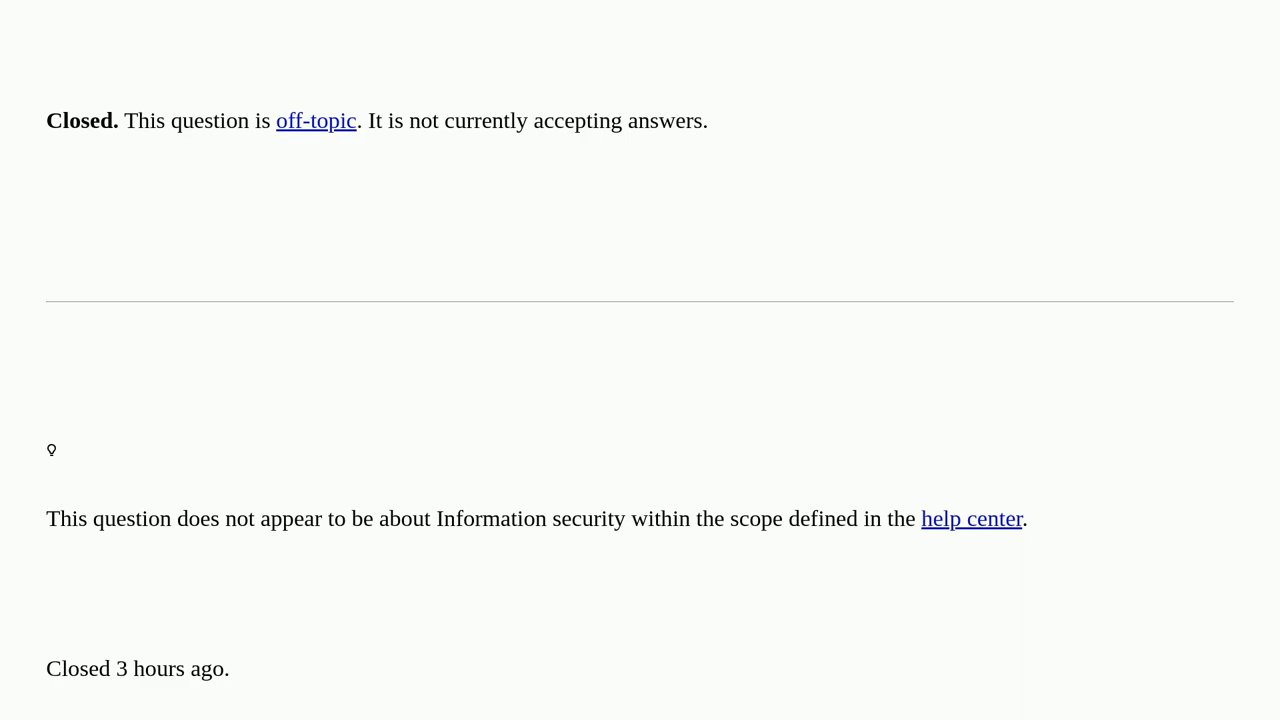 Closed. This question is off-topic. It is not currently accepting answers.
This question does not appear to be about Information security within the scope defined in the help center.
Closed 3 hours ago.